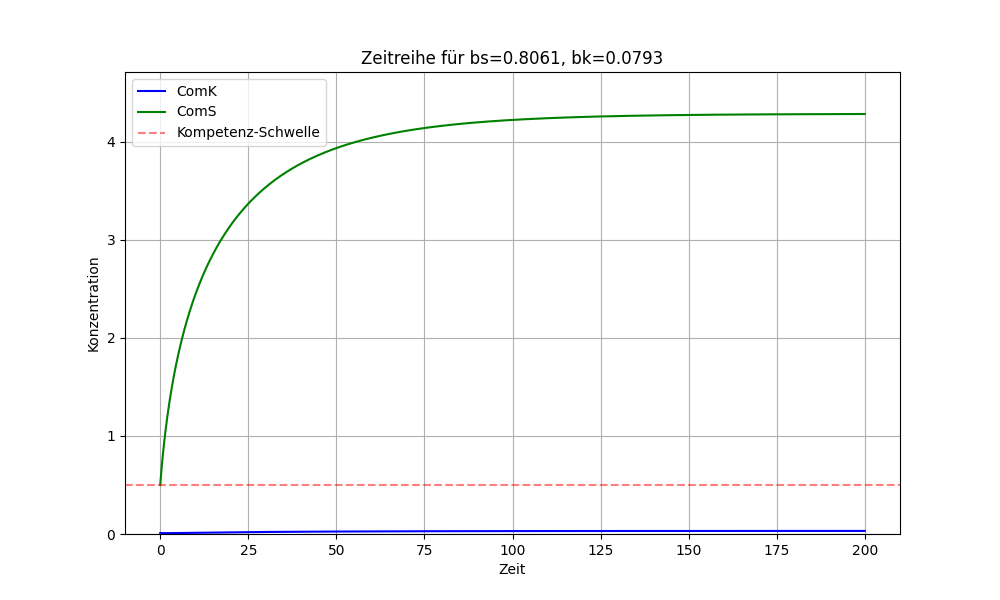 Zeitreihe für bs=0.8061, bk=0.0793
ComK
ComS
Kompetenz-Schwelle
Konzentration
4
3
2
1
0
0 25 50 75 100 125 150 175 200
Zeit